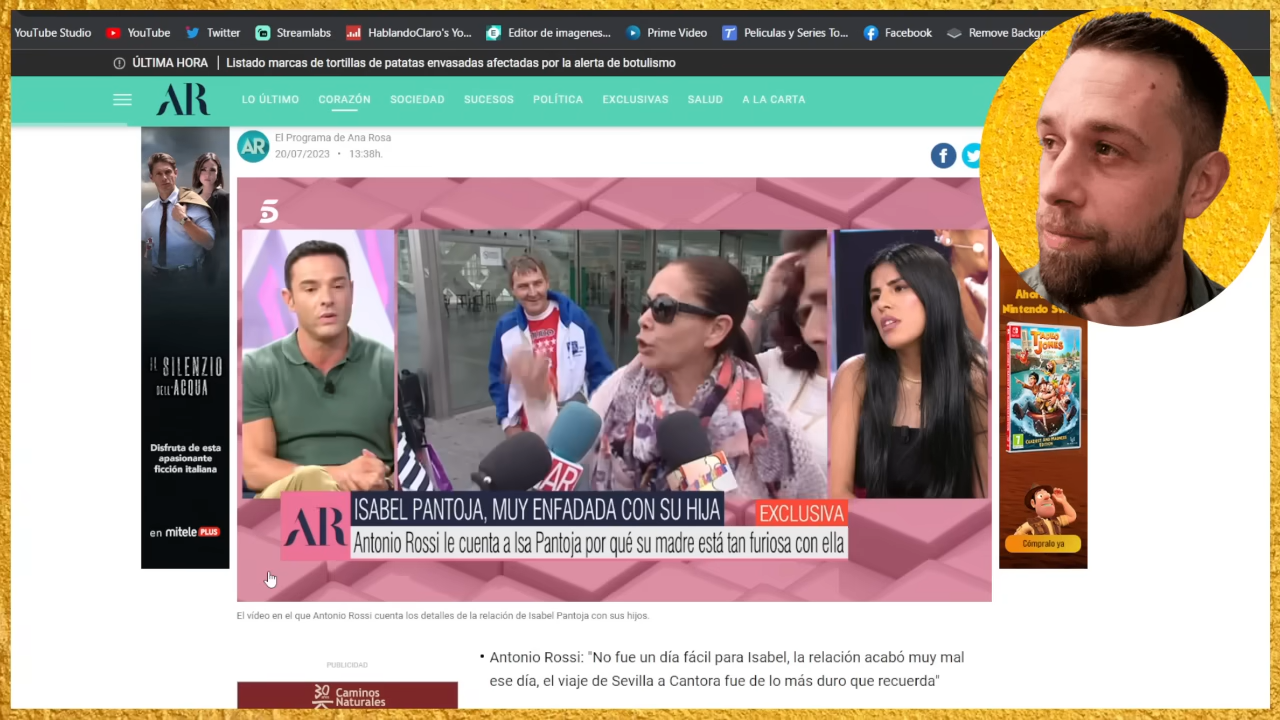 YouTube Studio YouTube Twitter Streamlabs HablandoClaro's Yo... Editor de imagenes... Prime Video Peliculas y Series To... Facebook Remove Backgr
ÚLTIMA HORA | Listado marcas de tortillas de patatas envasadas afectadas por la alerta de botulismo
AR LO ÚLTIMO CORAZÓN SOCIEDAD SUCESOS POLÍTICA EXCLUSIVAS SALUD A LA CARTA
AR El Programa de Ana Rosa
20/07/2023 • 13:38h.
5
IL SILENZIO
DELL'ACQUA
Disfruta de esta
apasionante
ficción italiana
en mitele PLUS
AR
AR
ISABEL PANTOJA, MUY ENFADADA CON SU HIJA
EXCLUSIVA
Antonio Rossi le cuenta a Isa Pantoja por qué su madre está tan furiosa con ella
Nintendo
TADEO
JONES
7
Cómpralo ya
El vídeo en el que Antonio Rossi cuenta los detalles de la relación de Isabel Pantoja con sus hijos.
PUBLICIDAD
30
Caminos
Naturales
• Antonio Rossi: "No fue un día fácil para Isabel, la relación acabó muy mal
ese día, el viaje de Sevilla a Cantora fue de lo más duro que recuerda"